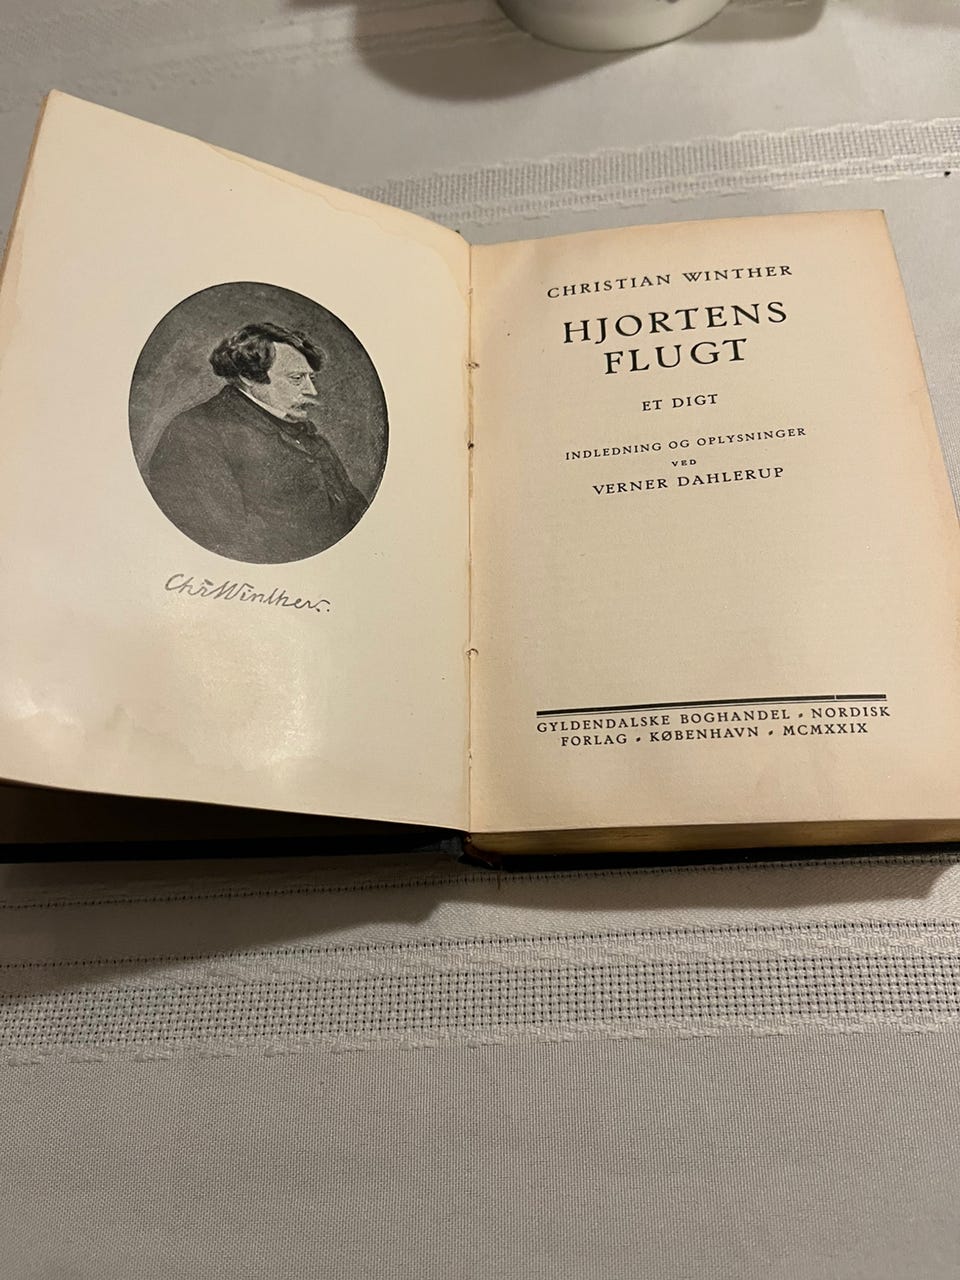 Chr. Winther.
CHRISTIAN WINTHER
HJORTENS
FLUGT
ET DIGT
INDLEDNING OG OPLYSNINGER
VED
VERNER DAHLERUP
GYLDENDALSKE BOGHANDEL • NORDISK
FORLAG • KØBENHAVN • MCMXXIX